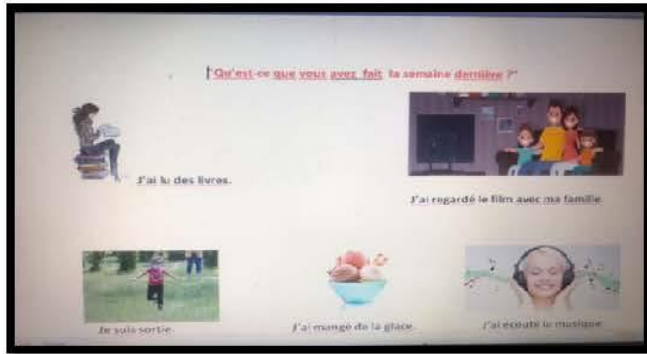 "Qu'est-ce que vous avez fait la semaine dernière ?"
J'ai lu des livres.
J'ai regardé le film avec ma famille.
Je suis sortie.
J'ai mangé de la glace.
J'ai écouté la musique.